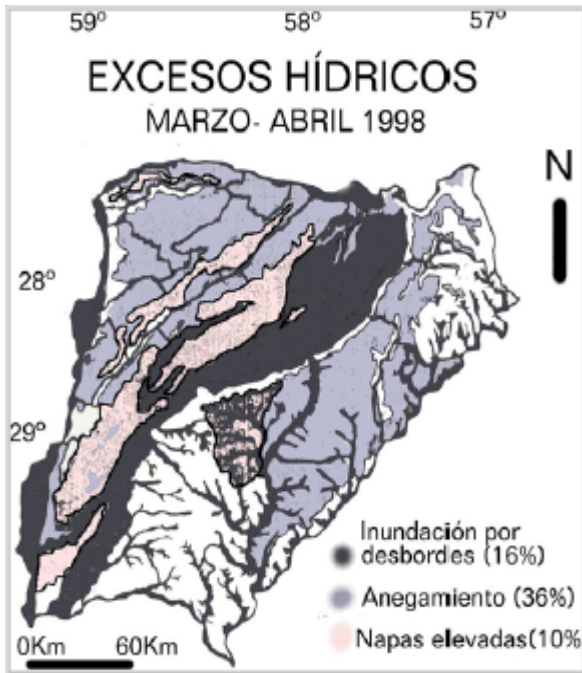 59º 58º 57º
EXCESOS HÍDRICOS
MARZO- ABRIL 1998
N
28º
29º
Inundación por
desbordes (16%)
Anegamiento (36%)
Napas elevadas(10%
0Km 60Km